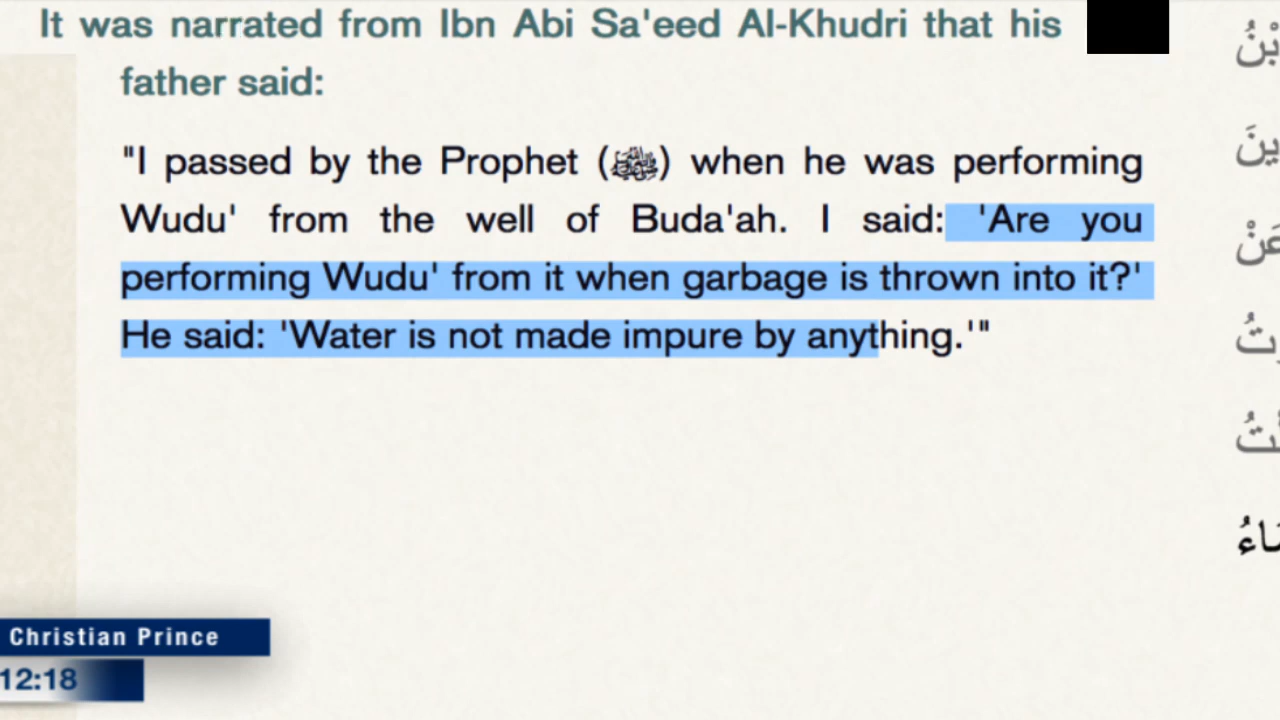 It was narrated from Ibn Abi Sa'eed Al-Khudri that his
father said:
"I passed by the Prophet (ﷺ) when he was performing
Wudu' from the well of Buda'ah. I said: 'Are you
performing Wudu' from it when garbage is thrown into it?'
He said: 'Water is not made impure by anything.'"
Christian Prince
12:18